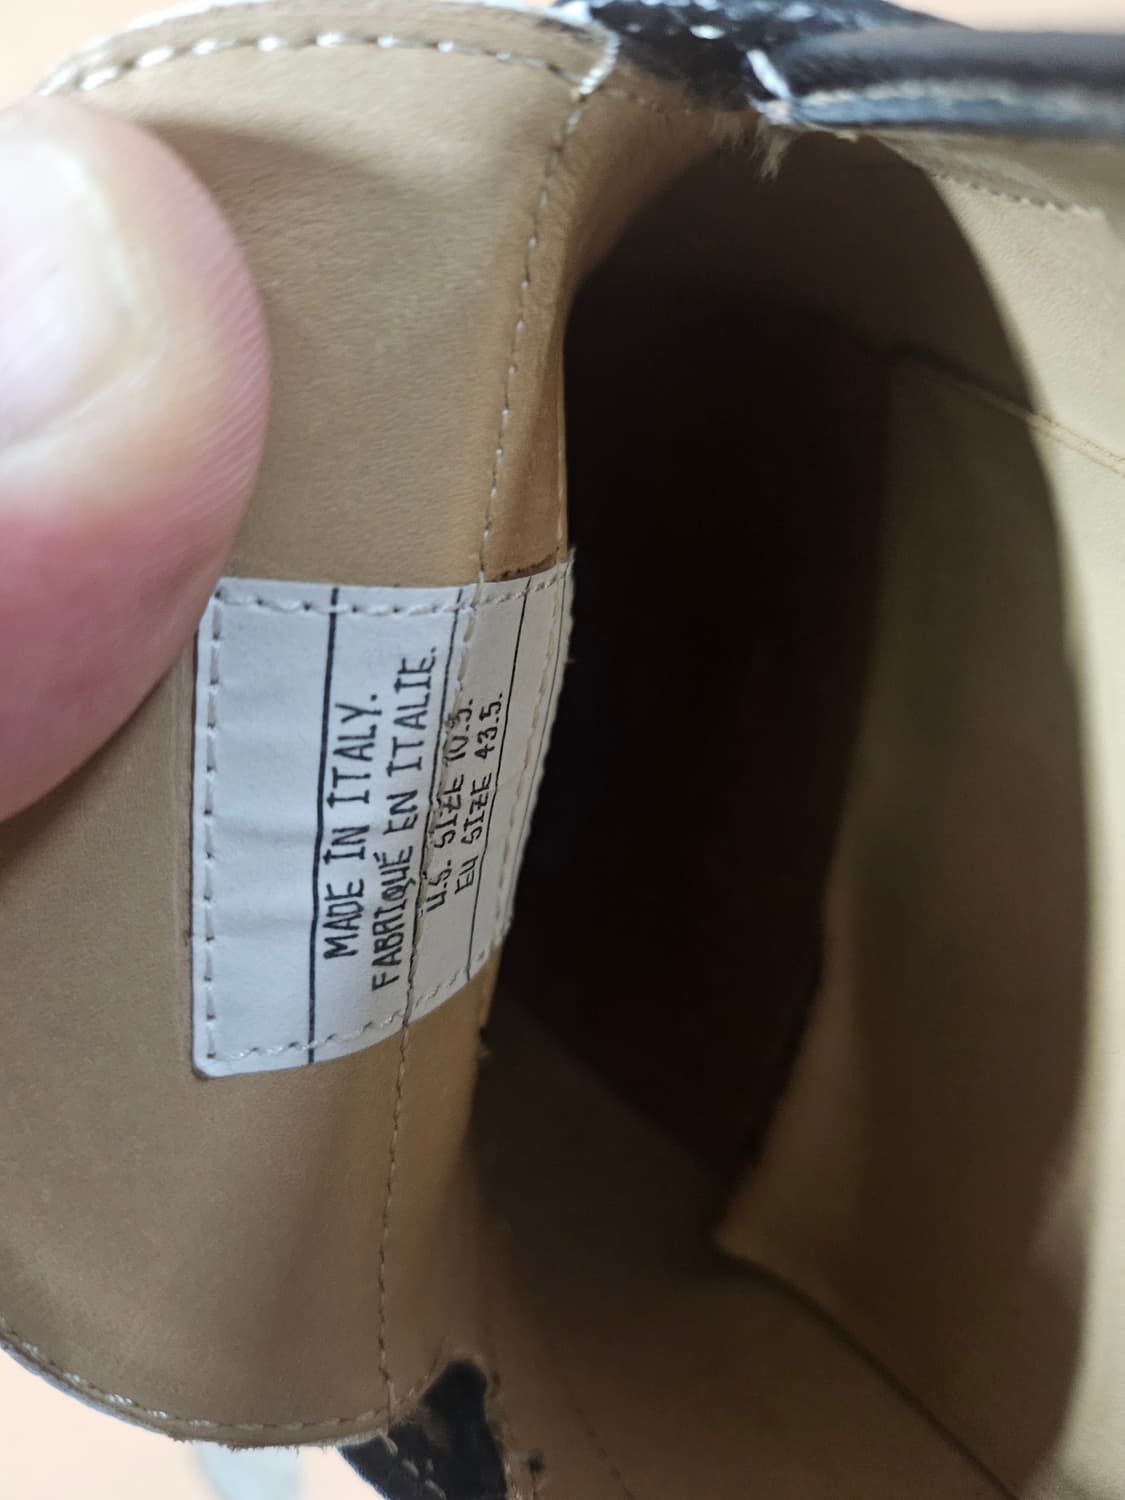 MADE IN ITALY.
FABRIQUÉ EN ITALIE.
U.S. SIZE 10.5.
EU SIZE 43.5.